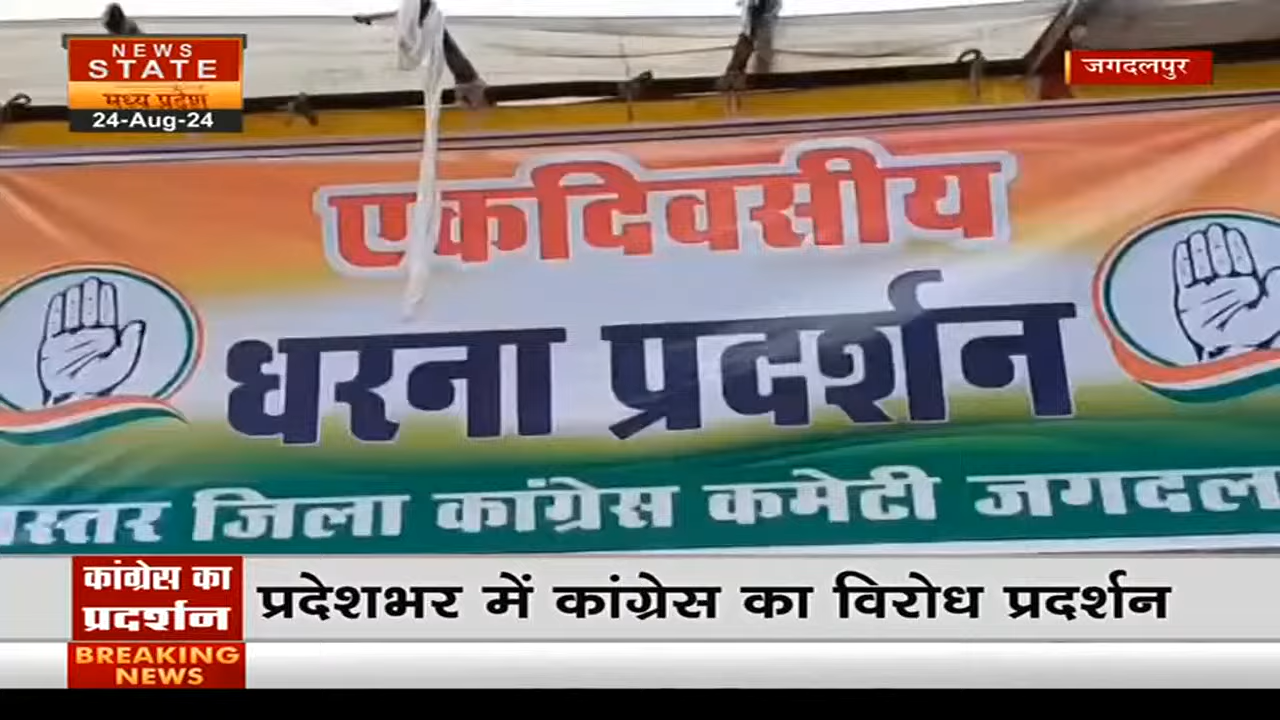 NEWS
STATE
मध्य प्रदेश
24-Aug-24
जगदलपुर
एकदिवसीय
धरना प्रदर्शन
जिला कांग्रेस कमेटी
कांग्रेस का
प्रदर्शन
प्रदेशभर में कांग्रेस का विरोध प्रदर्शन
BREAKING
NEWS